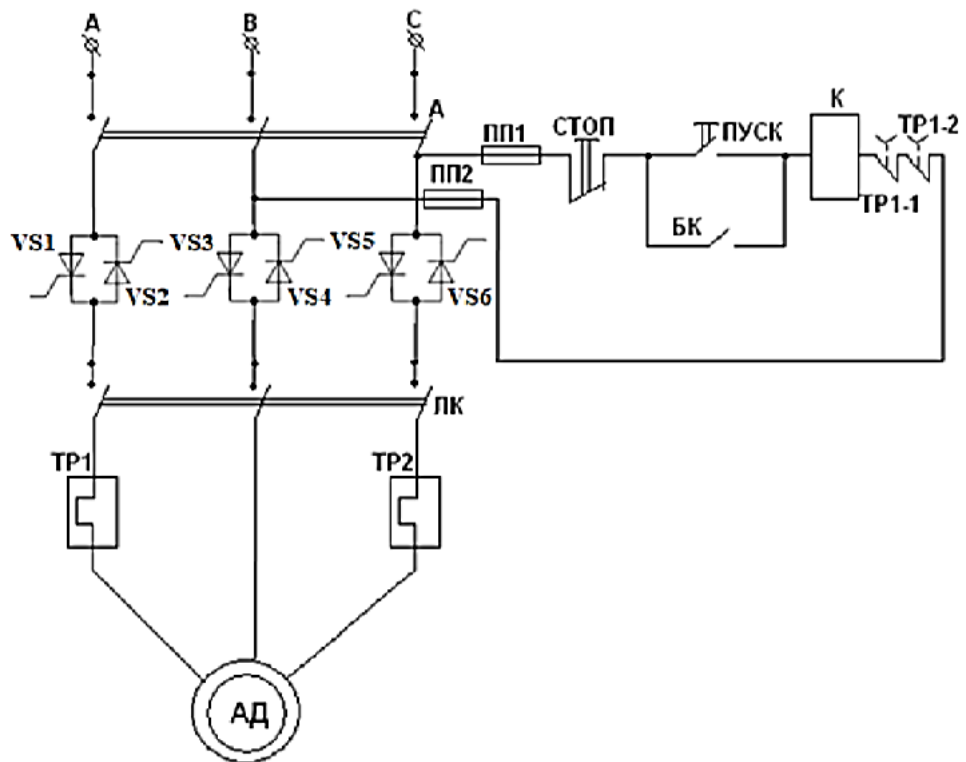 А
В
С
А
ПП1
СТОП
ПУСК
К
ТР1-2
ПП2
ТР1-1
БК
VS1
VS3
VS5
VS2
VS4
VS6
ЛК
ТР1
ТР2
АД